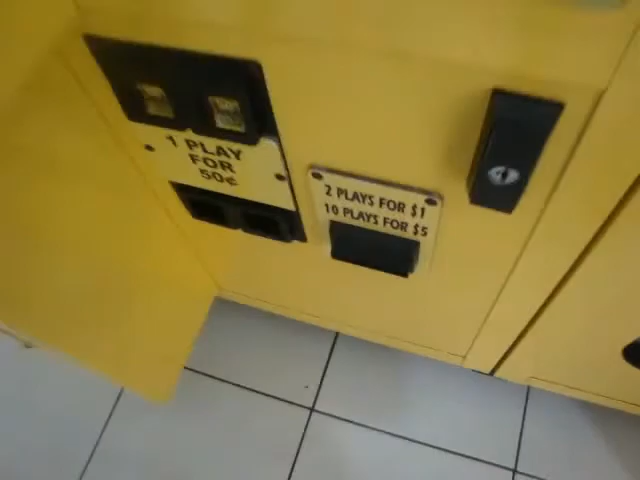 1 PLAY
FOR
50¢
2 PLAYS FOR $1
10 PLAYS FOR $5